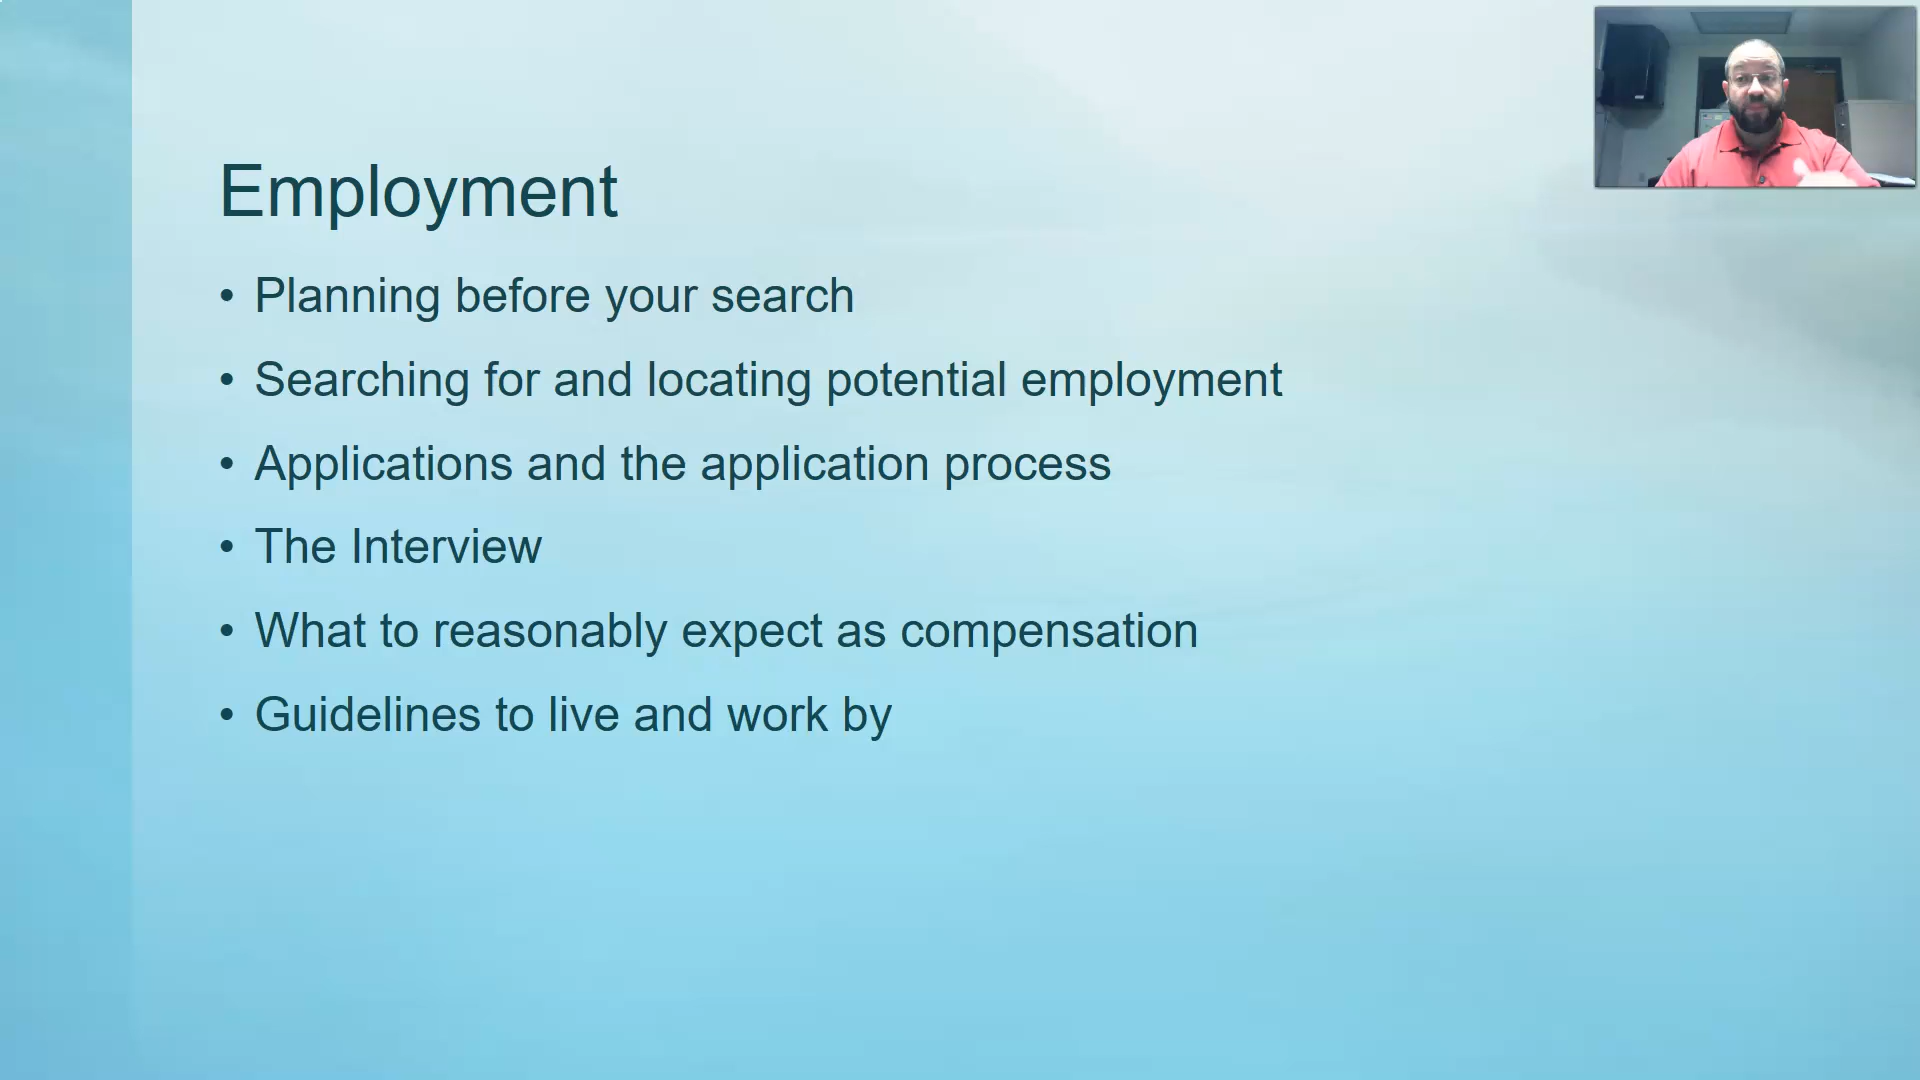 Employment
• Planning before your search
• Searching for and locating potential employment
• Applications and the application process
• The Interview
• What to reasonably expect as compensation
• Guidelines to live and work by